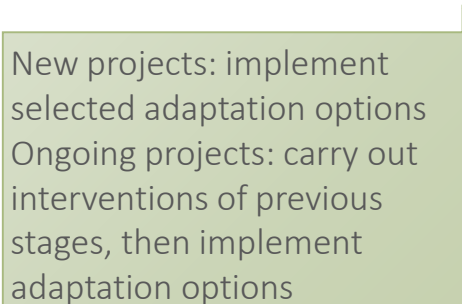 New projects: implement
selected adaptation options
Ongoing projects: carry out
interventions of previous
stages, then implement
adaptation options